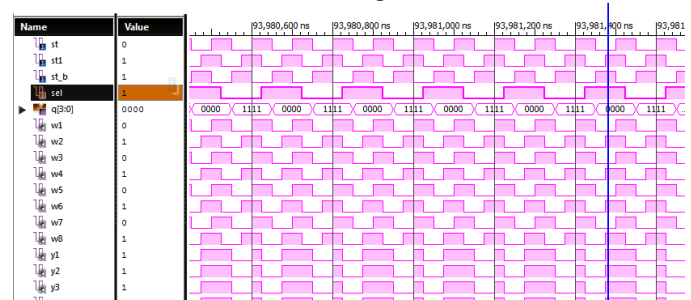 Name Value 93,980,600 ns 93,980,800 ns 93,981,000 ns 93,981,200 ns 93,981,400 ns 93,981
st 0
st1 1
st_b 1
sel 1
q[3:0] 0000 0000 1111 0000 1111 0000 1111 0000 1111 0000 1111 0000 1111
w1 0
w2 1
w3 0
w4 1
w5 0
w6 1
w7 0
w8 1
y1 1
y2 1
y3 1